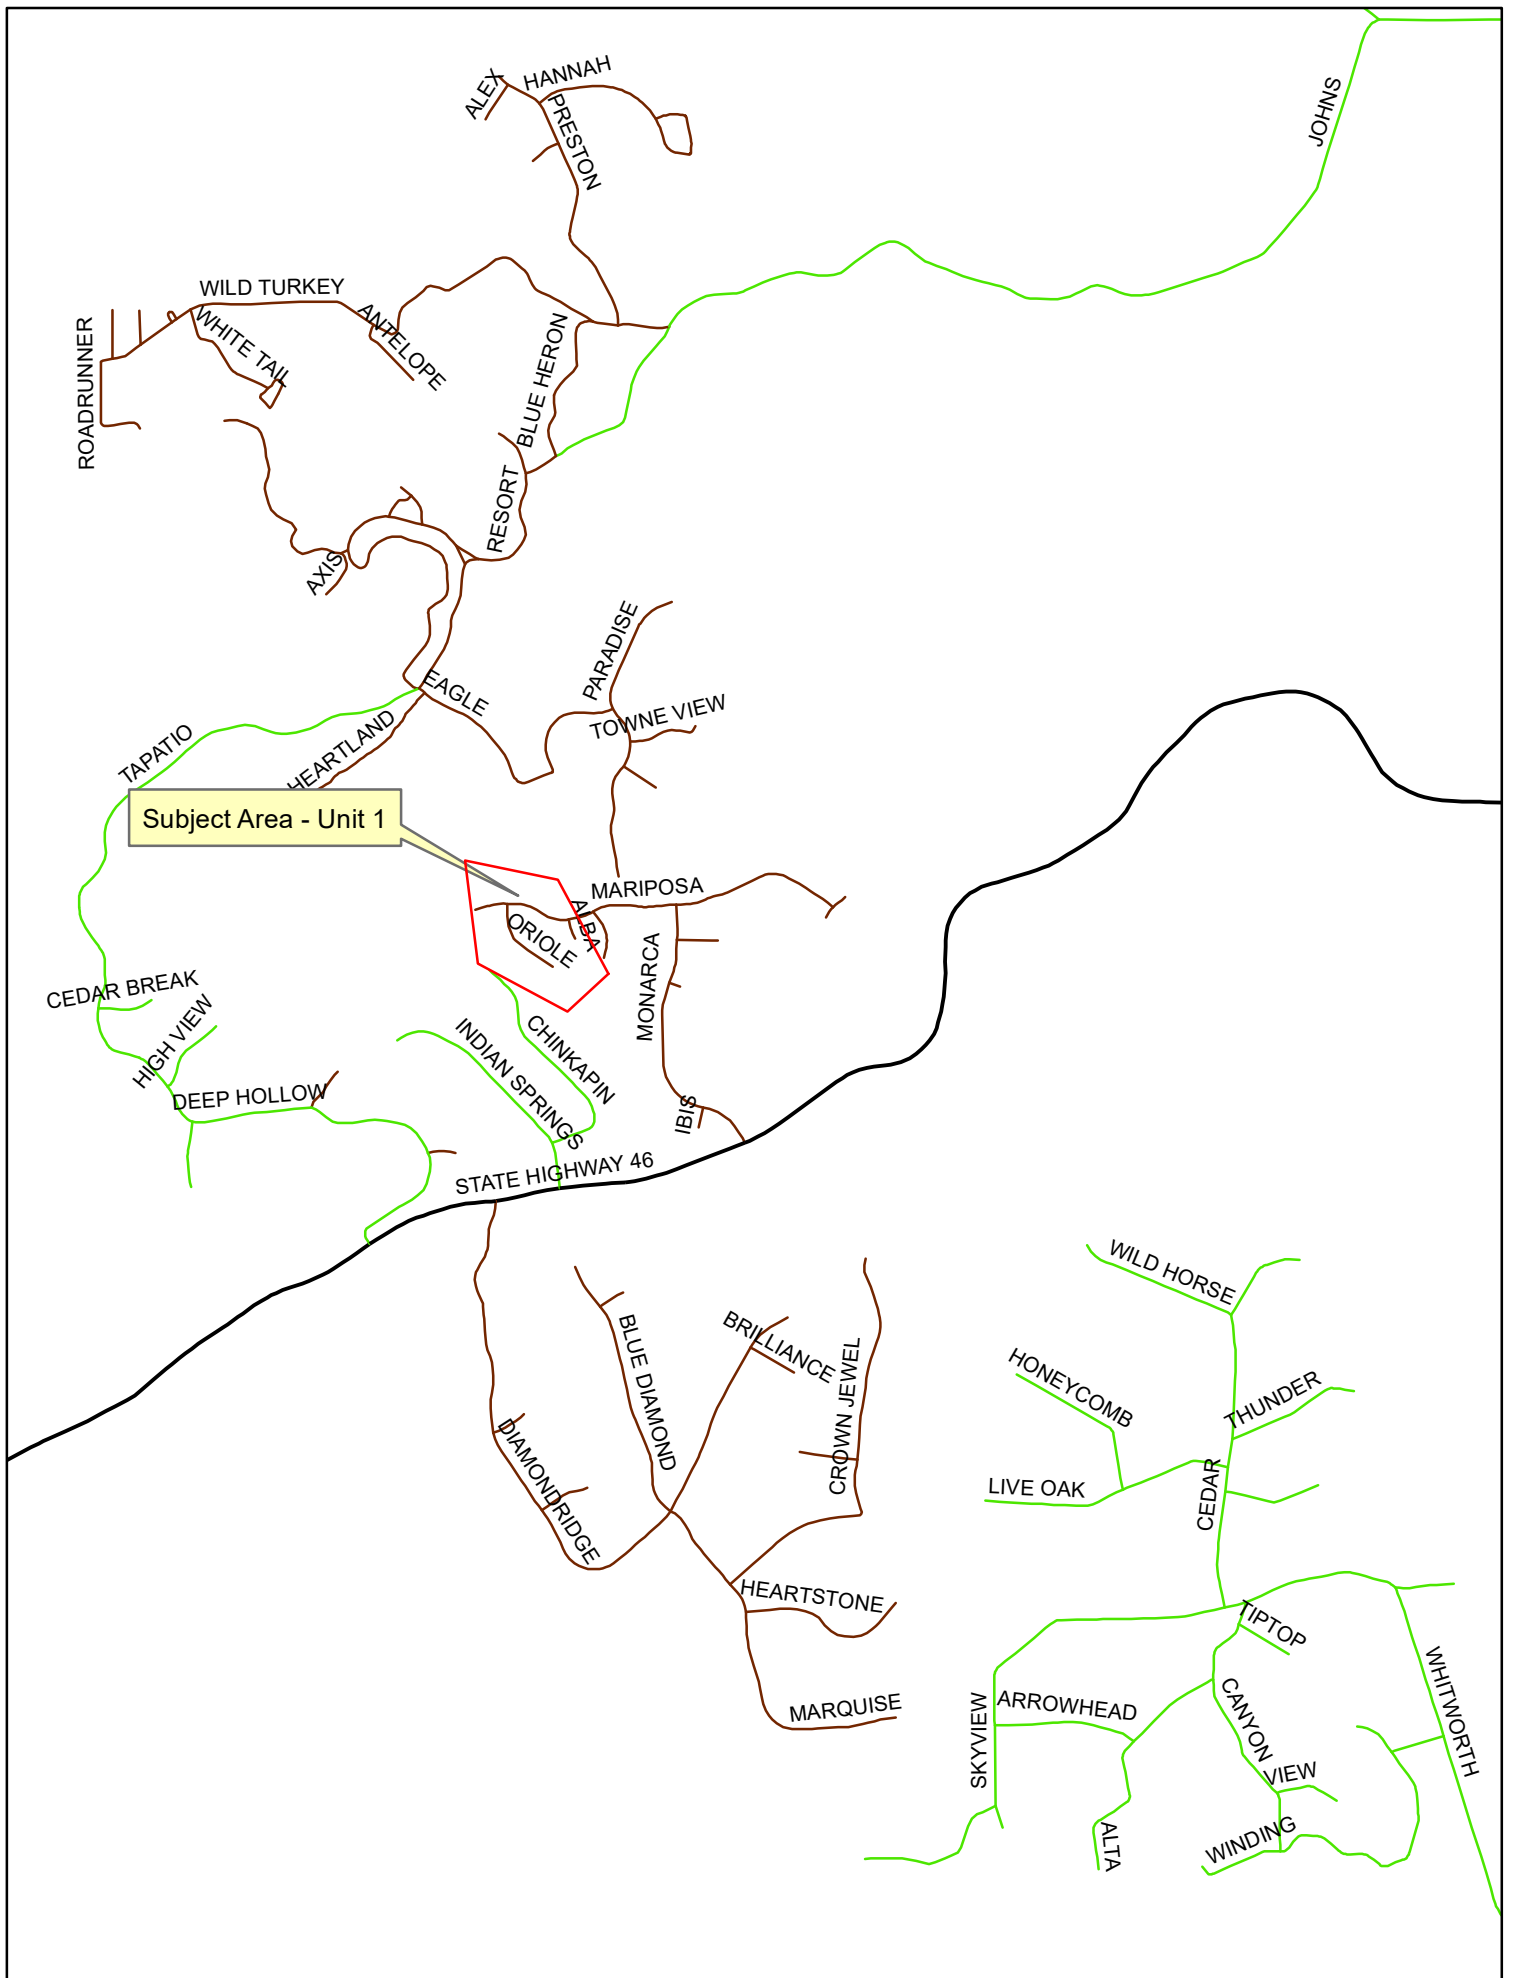 HANNAH
ALEX
PRESTON
JOHNS
WILD TURKEY
WHITE TAIL
ANTELOPE
ROADRUNNER
BLUE HERON
RESORT
AXIS
PARADISE
EAGLE
TOWNE VIEW
TAPATIO
HEARTLAND
Subject Area - Unit 1
MARIPOSA
ALBA
ORIOLE
MONARCA
CEDAR BREAK
HIGH VIEW
CHINKAPIN
INDIAN SPRINGS
DEEP HOLLOW
IBIS
STATE HIGHWAY 46
WILD HORSE
BLUE DIAMOND
BRILLIANCE
CROWN JEWEL
HONEYCOMB
THUNDER
DIAMONDRIDGE
LIVE OAK
CEDAR
HEARTSTONE
TIPTOP
MARQUISE
SKYVIEW
ARROWHEAD
CANYON
WHITWORTH
VIEW
ALTA
WINDING